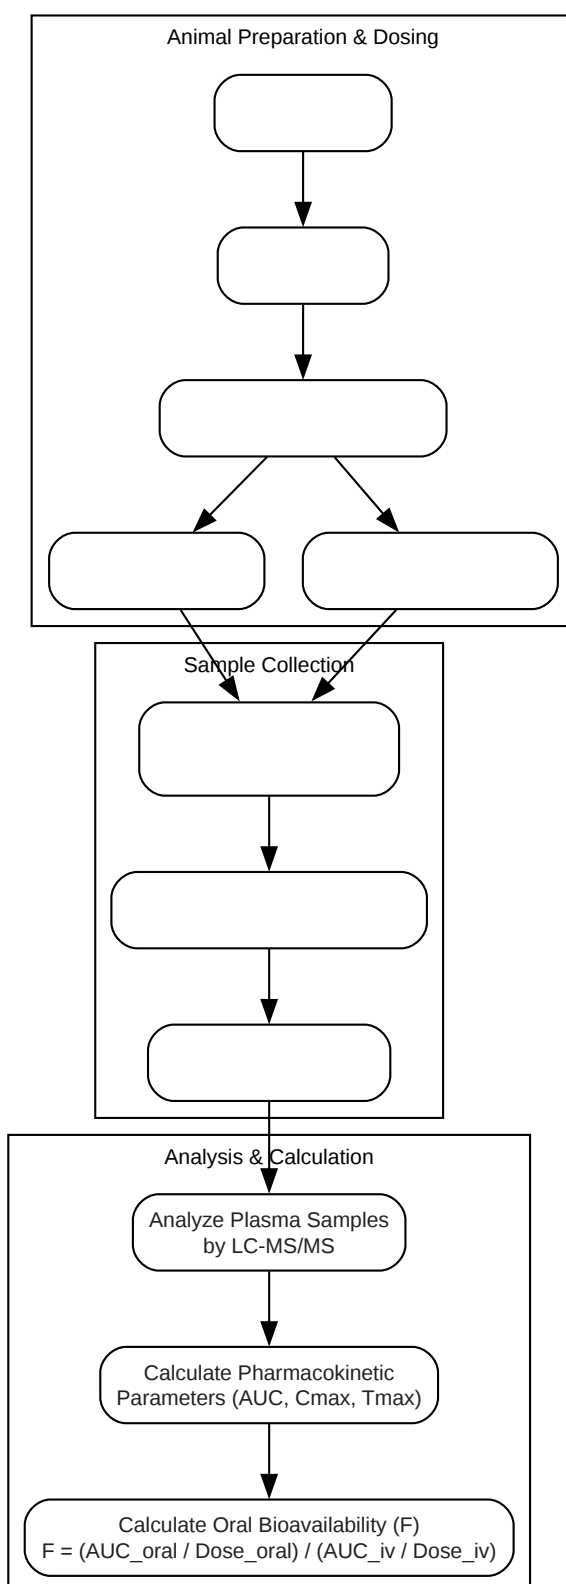 Animal Preparation & Dosing
Sample Collection
Analysis & Calculation
Analyze Plasma Samples
by LC-MS/MS
Calculate Pharmacokinetic
Parameters (AUC, Cmax, Tmax)
Calculate Oral Bioavailability (F)
F = (AUC_oral / Dose_oral) / (AUC_iv / Dose_iv)